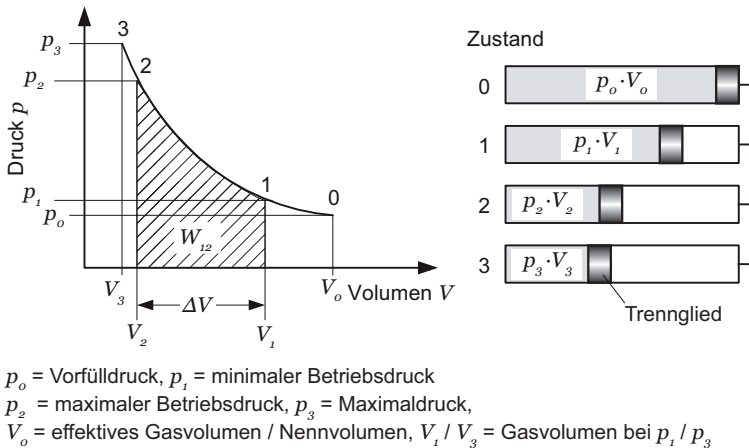 p₃
p₂
p₁
p₀
Druck p
3
2
1
0
W₁₂
V₃
V₂
ΔV
V₁
V₀
Volumen V
Zustand
0
p₀·V₀
1
p₁·V₁
2
p₂·V₂
3
p₃·V₃
Trennglied
p₀ = Vorfülldruck, p₁ = minimaler Betriebsdruck
p₂ = maximaler Betriebsdruck, p₃ = Maximaldruck,
V₀ = effektives Gasvolumen / Nennvolumen, V₁ / V₃ = Gasvolumen bei p₁ / p₃